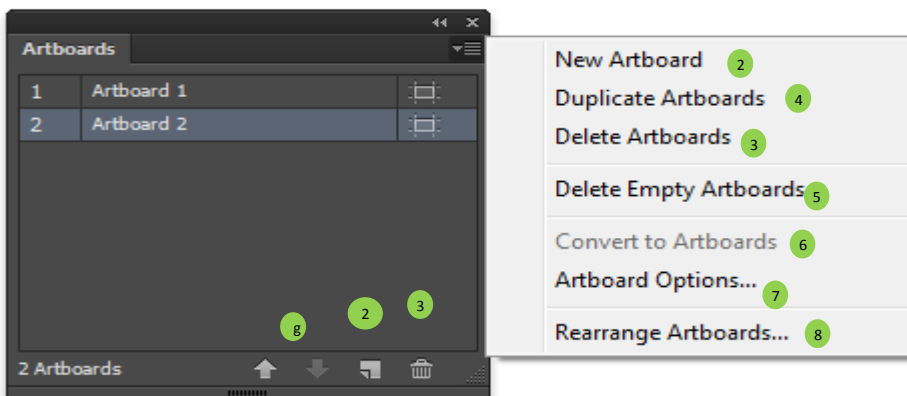 Artboards
1 Artboard 1
2 Artboard 2
g 2 3
2 Artboards
New Artboard 2
Duplicate Artboards 4
Delete Artboards 3
Delete Empty Artboards 5
Convert to Artboards 6
Artboard Options... 7
Rearrange Artboards... 8